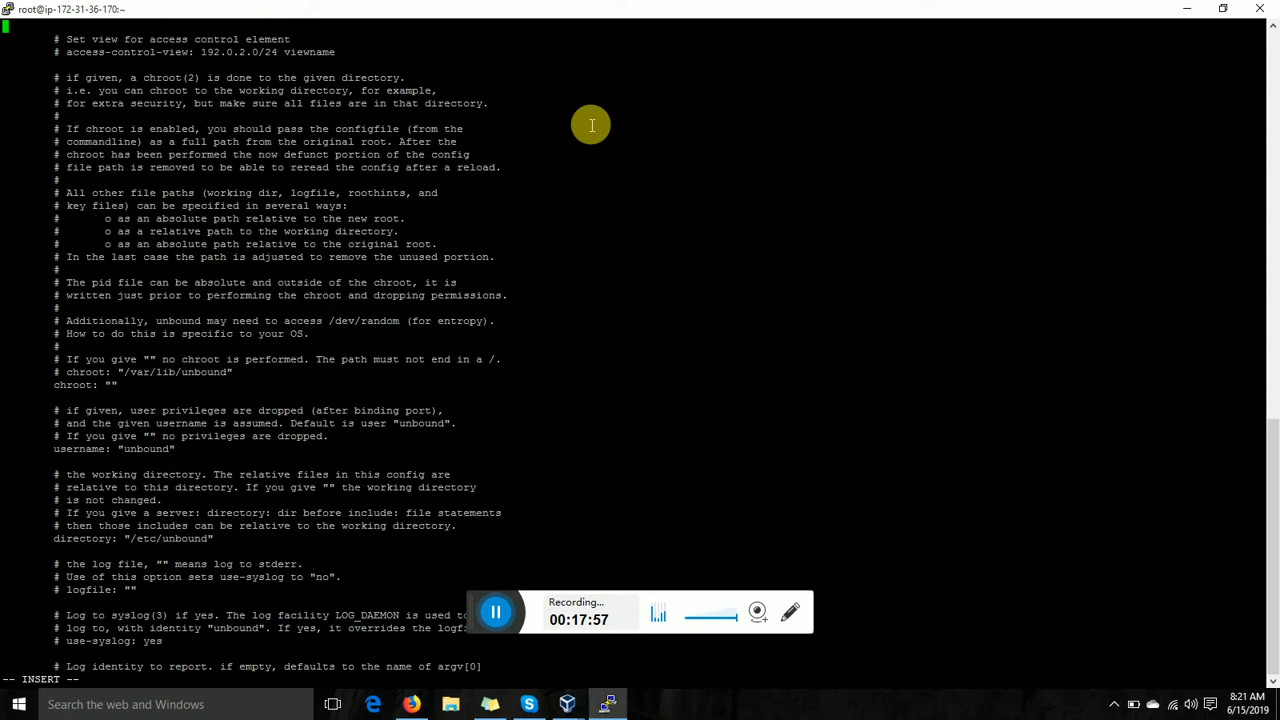 root@ip-172-31-36-170:~
# Set view for access control element
# access-control-view: 192.0.2.0/24 viewname
# if given, a chroot(2) is done to the given directory.
# i.e. you can chroot to the working directory, for example,
# for extra security, but make sure all files are in that directory.
#
# If chroot is enabled, you should pass the configfile (from the
# commandline) as a full path from the original root. After the
# chroot has been performed the now defunct portion of the config
# file path is removed to be able to reread the config after a reload.
#
# All other file paths (working dir, logfile, roothints, and
# key files) can be specified in several ways:
# o as an absolute path relative to the new root.
# o as a relative path to the working directory.
# o as an absolute path relative to the original root.
# In the last case the path is adjusted to remove the unused portion.
#
# The pid file can be absolute and outside of the chroot, it is
# written just prior to performing the chroot and dropping permissions.
#
# Additionally, unbound may need to access /dev/random (for entropy).
# How to do this is specific to your OS.
#
# If you give "" no chroot is performed. The path must not end in a /.
# chroot: "/var/lib/unbound"
chroot: ""
# if given, user privileges are dropped (after binding port),
# and the given username is assumed. Default is user "unbound".
# If you give "" no privileges are dropped.
username: "unbound"
# the working directory. The relative files in this config are
# relative to this directory. If you give "" the working directory
# is not changed.
# If you give a server: directory: dir before include: file statements
# then those includes can be relative to the working directory.
directory: "/etc/unbound"
# the log file, "" means log to stderr.
# Use of this option sets use-syslog to "no".
# logfile: ""
# Log to syslog(3) if yes. The log facility LOG_DAEMON is used to
# log to, with identity "unbound". If yes, it overrides the
# use-syslog: yes
# Log identity to report. if empty, defaults to the name of argv[0]
-- INSERT --
Recording...
00:17:57
Search the web and Windows
8:21 AM
6/15/2019